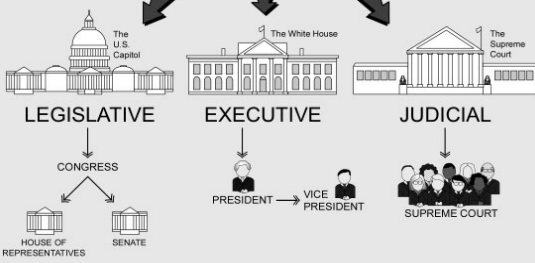 The
U.S.
Capitol
The White House
The
Supreme
Court
LEGISLATIVE
EXECUTIVE
JUDICIAL
CONGRESS
PRESIDENT
VICE
PRESIDENT
SUPREME COURT
HOUSE OF
REPRESENTATIVES
SENATE